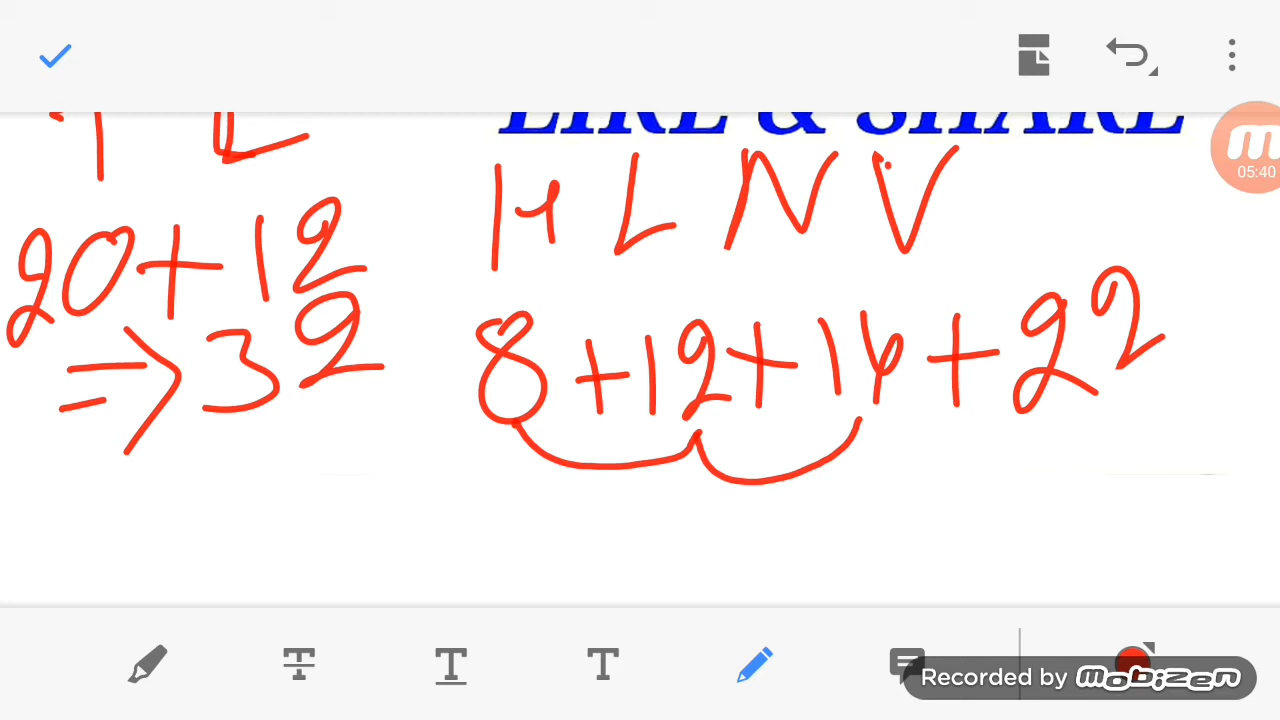 LIKE & SHARE
05:40
H L N V
20+12
=> 32
8+12+14+22
T T T
Recorded by mobizen